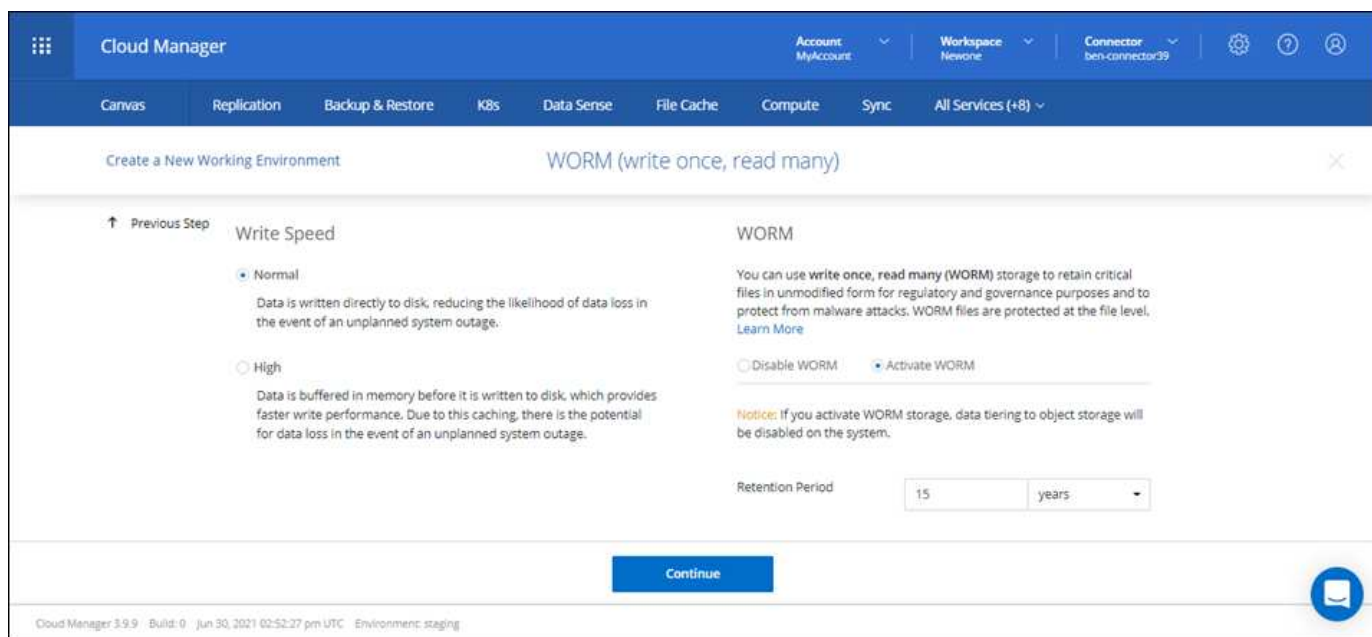 Cloud Manager
Account
MyAccount
Workspace
Newone
Connector
ben-connector39
Canvas
Replication
Backup & Restore
K8s
Data Sense
File Cache
Compute
Sync
All Services (+8)
Create a New Working Environment
WORM (write once, read many)
↑ Previous Step
Write Speed
Normal
Data is written directly to disk, reducing the likelihood of data loss in
the event of an unplanned system outage.
High
Data is buffered in memory before it is written to disk, which provides
faster write performance. Due to this caching, there is the potential
for data loss in the event of an unplanned system outage.
WORM
You can use write once, read many (WORM) storage to retain critical
files in unmodified form for regulatory and governance purposes and to
protect from malware attacks. WORM files are protected at the file level.
Learn More
Disable WORM
Activate WORM
Notice: If you activate WORM storage, data tiering to object storage will
be disabled on the system.
Retention Period
15
years
Continue
Cloud Manager 3.9.9 Build: 0 Jun 30, 2021 02:52:27 pm UTC Environment: staging